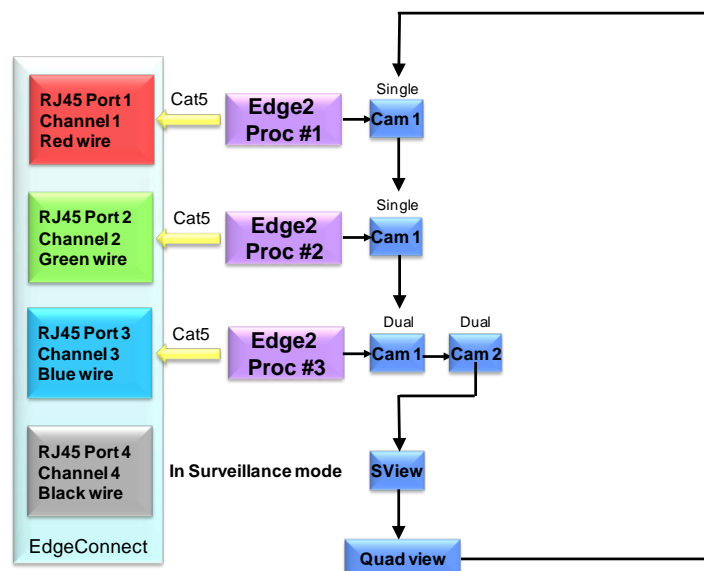 Single
RJ45 Port 1
Channel 1
Red wire
Cat5
Edge2
Proc #1
Cam 1
Single
RJ45 Port 2
Channel 2
Green wire
Cat5
Edge2
Proc #2
Cam 1
Dual
Dual
RJ45 Port 3
Channel 3
Blue wire
Cat5
Edge2
Proc #3
Cam 1
Cam 2
RJ45 Port 4
Channel 4
Black wire
In Surveillance mode
SView
EdgeConnect
Quad view